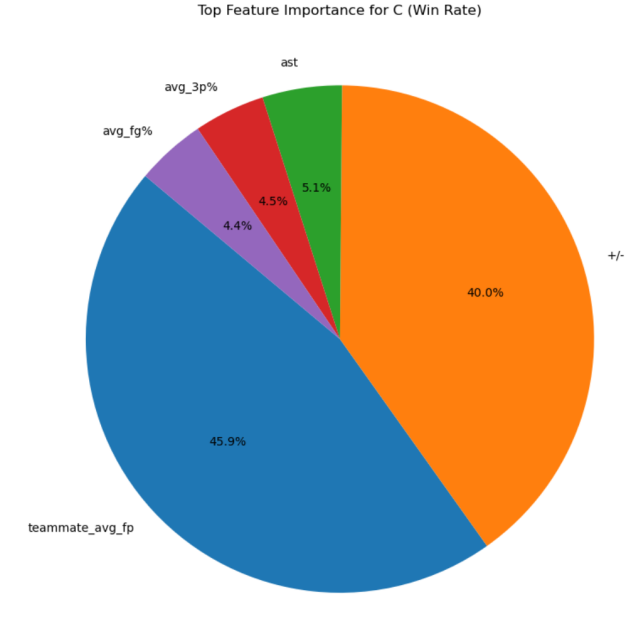 Top Feature Importance for C (Win Rate)
ast
avg_3p%
avg_fg%
5.1%
4.5%
4.4%
+/-
40.0%
45.9%
teammate_avg_fp